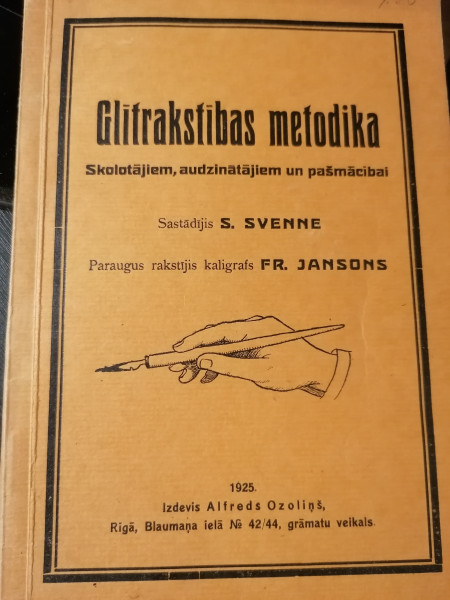 Glītrakstības metodika
Skolotājiem, audzinātājiem un pašmācībai
Sastādījis S. SVENNE
Paraugus rakstījis kaligrafs FR. JANSONS
1925.
Izdevis Alfreds Ozoliņš,
Rīgā, Blaumaņa ielā № 42/44, grāmatu veikals.